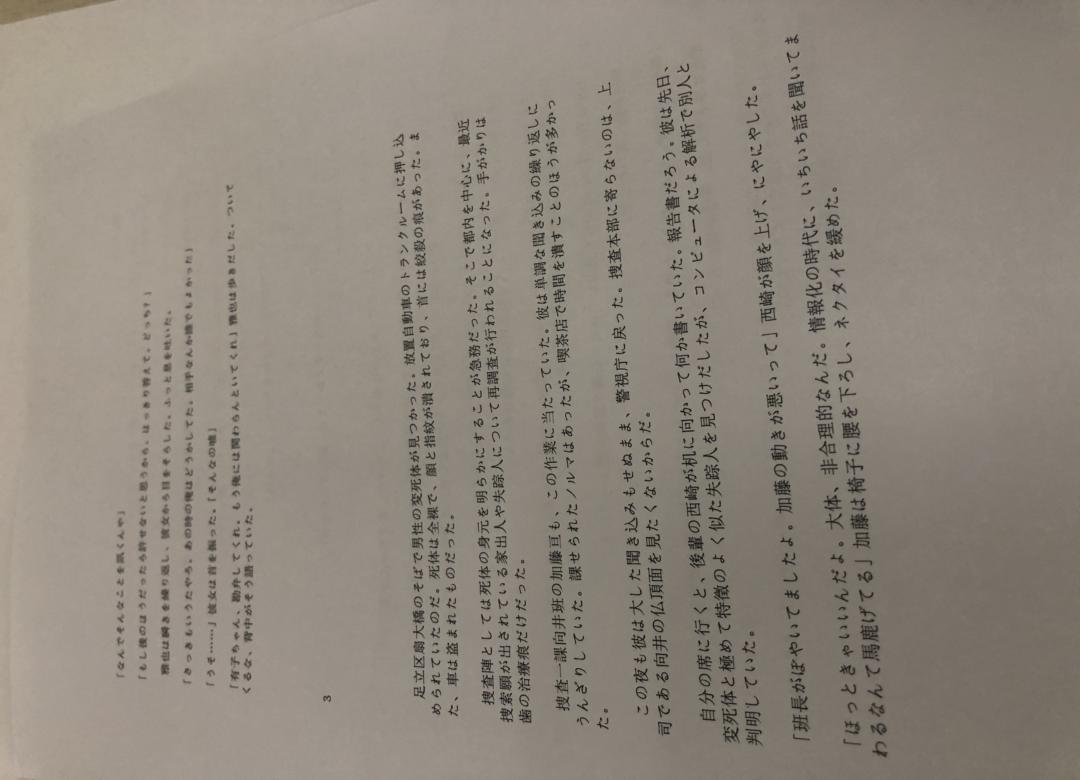 「なんでそんなことを訊くんや」
「もし後のほうだったら許せないと思うから。はっきり答えて。どっち？」
雅也は瞬きを繰り返し、彼女から目をそらした。ふっと息を吐いた。
「さっきもいうたやろ。あの時の俺はどうかしてた。相手なんか誰でもよかった」
「うそ……」彼女は首を振った。「そんなの嘘」
「有子ちゃん、勘弁してくれ。もう俺には関わらんといてくれ」雅也は歩きだした。ついて
くるな、背中がそう語っていた。
3
足立区扇大橋のそばで男性の変死体が見つかった。放置自動車のトランクルームに押し込
められていたのだ。死体は全裸で、顔と指紋が潰されており、首には絞殺の痕があった。ま
た、車は盗まれたものだった。
捜査陣としては死体の身元を明らかにすることが急務だった。そこで都内を中心に、最近
捜索願が出されている家出人や失踪人について再調査が行われることになった。手がかりは
歯の治療痕だけだった。
捜査一課向井班の加藤亘も、この作業に当たっていた。彼は単調な聞き込みの繰り返しに
うんざりしていた。課せられたノルマはあったが、喫茶店で時間を潰すことのほうが多かっ
た。
この夜も彼は大した聞き込みもせぬまま、警視庁に戻った。捜査本部に寄らないのは、上
司である向井の仏頂面を見たくないからだ。
自分の席に行くと、後輩の西崎が机に向かって何か書いていた。報告書だろう。彼は先日、
変死体と極めて特徴のよく似た失踪人を見つけだしたが、コンピュータによる解析で別人と
判明していた。
「班長がぼやいてましたよ。加藤の動きが悪いって」西崎が顔を上げ、にやにやした。
「ほっときゃいいんだよ。大体、非合理的なんだ。情報化の時代に、いちいち話を聞いてま
わるなんて馬鹿げてる」加藤は椅子に腰を下ろし、ネクタイを緩めた。